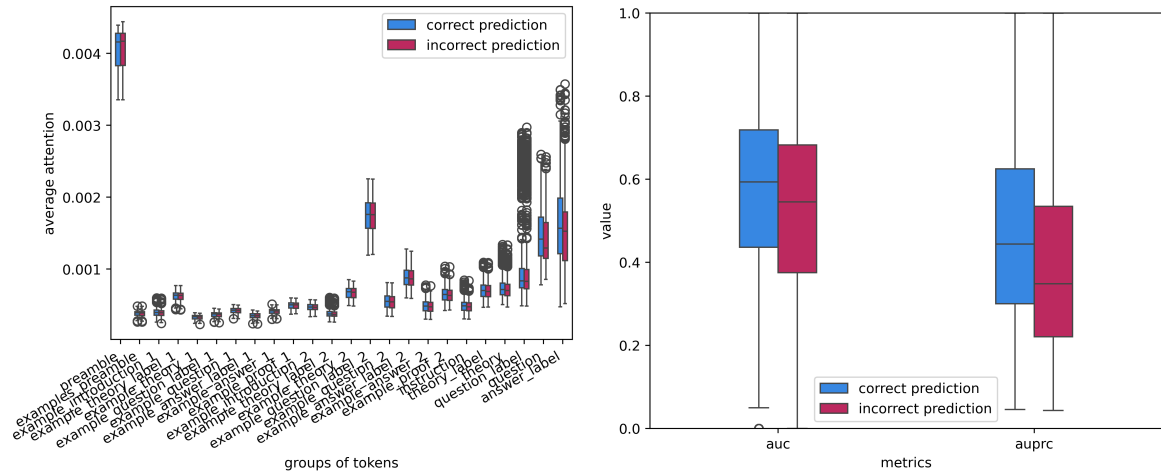 average attention
0.004
0.003
0.002
0.001
correct prediction
incorrect prediction
preamble
examples_preamble
example_introduction_1
example_theory_label_1
example_theory_1
example_question_label_1
example_question_1
example_answer_label_1
example_answer_1
example_proof_1
example_introduction_2
example_theory_label_2
example_theory_2
example_question_label_2
example_question_2
example_answer_label_2
example_answer_2
example_proof_2
instruction
theory_label
theory
question_label
question
answer_label
groups of tokens
value
1.0
0.8
0.6
0.4
0.2
0.0
correct prediction
incorrect prediction
auc
auprc
metrics